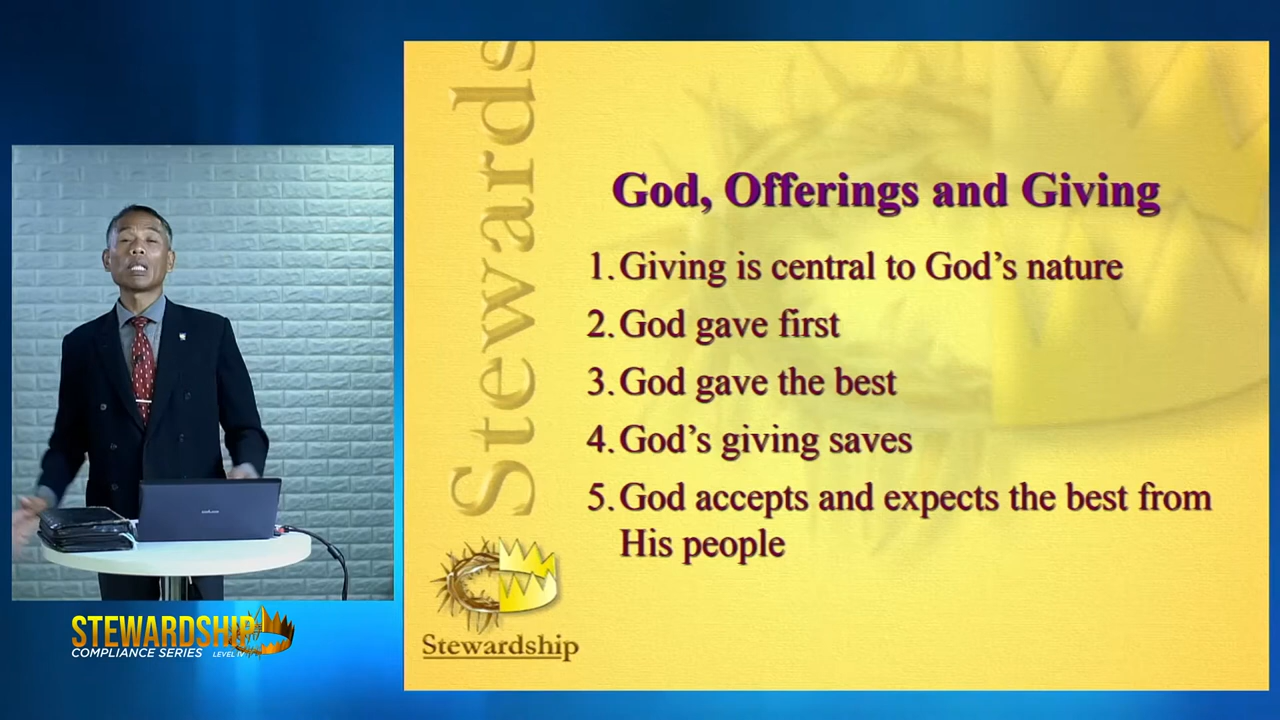 Stewards
God, Offerings and Giving
1. Giving is central to God's nature
2. God gave first
3. God gave the best
4. God's giving saves
5. God accepts and expects the best from
His people
Stewardship
STEWARDSHIP
COMPLIANCE SERIES LEVEL IV